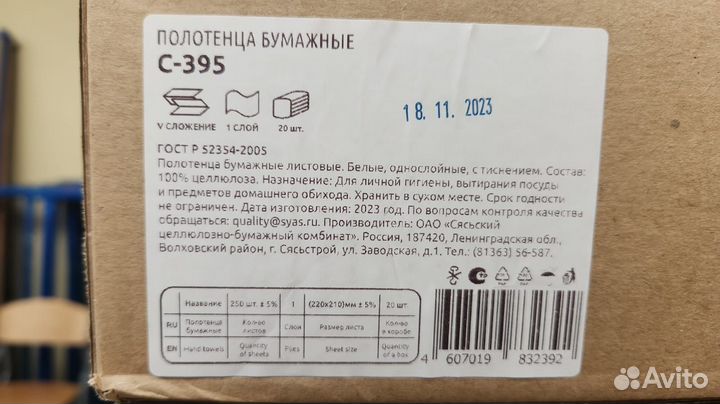 ПОЛОТЕНЦА БУМАЖНЫЕ
С-395
18. 11. 2023
V СЛОЖЕНИЕ 1 СЛОЙ 20 шт.
ГОСТ Р 52354-2005
Полотенца бумажные листовые. Белые, однослойные, с тиснением. Состав:
100% целлюлоза. Назначение: Для личной гигиены, вытирания посуды
и предметов домашнего обихода. Хранить в сухом месте. Срок годности
не ограничен. Дата изготовления: 2023 год. По вопросам контроля качества
обращаться: quality@syas.ru. Производитель: ОАО «Сясьский
целлюлозно-бумажный комбинат». Россия, 187420, Ленинградская обл.,
Волховский район, г. Сясьстрой, ул. Заводская, д.1. Тел.: (81363) 56-587.
Название 250 шт. ± 5% 1 (220x210)мм ± 5% 20 шт.
RU Полотенца бумажные Кол-во листов Слои Размер листа Кол-во в коробе
EN Hand towels Quantity of sheets Plies Sheet size Quantity of a box
4 607019 832392
Avito